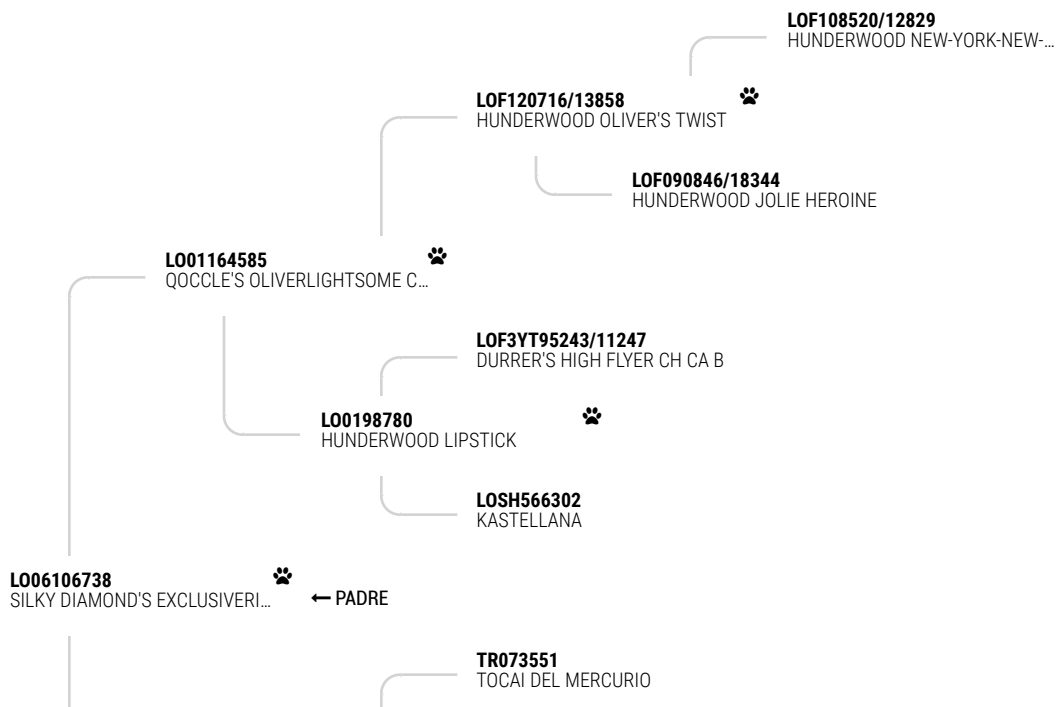 LOF108520/12829
HUNDERWOOD NEW-YORK-NEW-…
LOF120716/13858
HUNDERWOOD OLIVER'S TWIST
LOF090846/18344
HUNDERWOOD JOLIE HEROINE
LO01164585
QOCCLE'S OLIVERLIGHTSOME C…
LOF3YT95243/11247
DURRER'S HIGH FLYER CH CA B
LO0198780
HUNDERWOOD LIPSTICK
LOSH566302
KASTELLANA
LO06106738
SILKY DIAMOND'S EXCLUSIVERI…
← PADRE
TR073551
TOCAI DEL MERCURIO